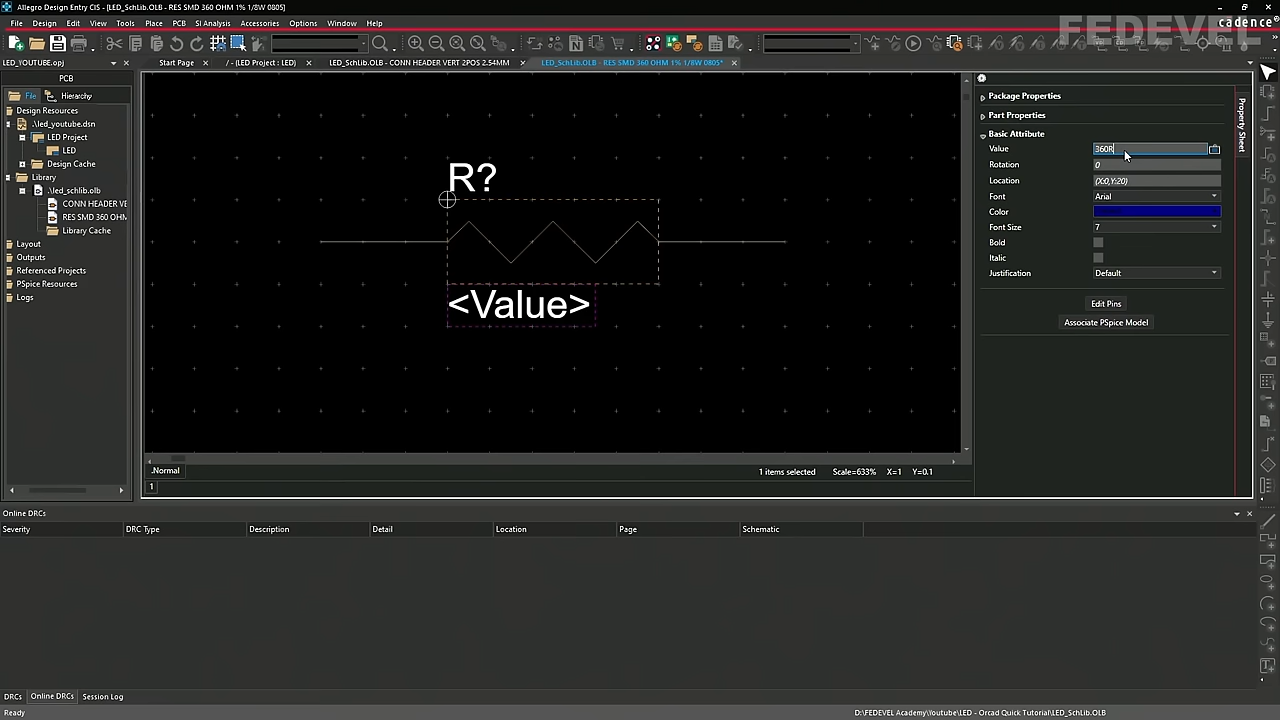 Allegro Design Entry CIS - [LED_SchLib.OLB - RES SMD 360 OHM 1% 1/8W 0805]
File Design Edit View Tools Place PCB SI Analysis Accessories Options Window Help
FEDEVEL
cadence
LED_YOUTUBE.opj
Start Page
/ - (LED Project : LED)
LED_SchLib.OLB - CONN HEADER VERT 2POS 2.54MM
LED_SchLib.OLB - RES SMD 360 OHM 1% 1/8W 0805*
PCB
File Hierarchy
Design Resources
.\led_youtube.dsn
LED Project
LED
Design Cache
Library
.\led_schlib.olb
CONN HEADER VE
RES SMD 360 OHM
Library Cache
Layout
Outputs
Referenced Projects
PSpice Resources
Logs
R?
<Value>
.Normal
1 items selected Scale=633% X=1 Y=0.1
1
Package Properties
Part Properties
Basic Attribute
Value 360R
Rotation 0
Location (X:0,Y:20)
Font Arial
Color
Font Size 7
Bold
Italic
Justification Default
Edit Pins
Associate PSpice Model
Property Sheet
Online DRCs
Severity DRC Type Description Detail Location Page Schematic
DRCs Online DRCs Session Log
Ready
D:\FEDEVEL Academy\Youtube\LED - Orcad Quick Tutorial\LED_SchLib.OLB